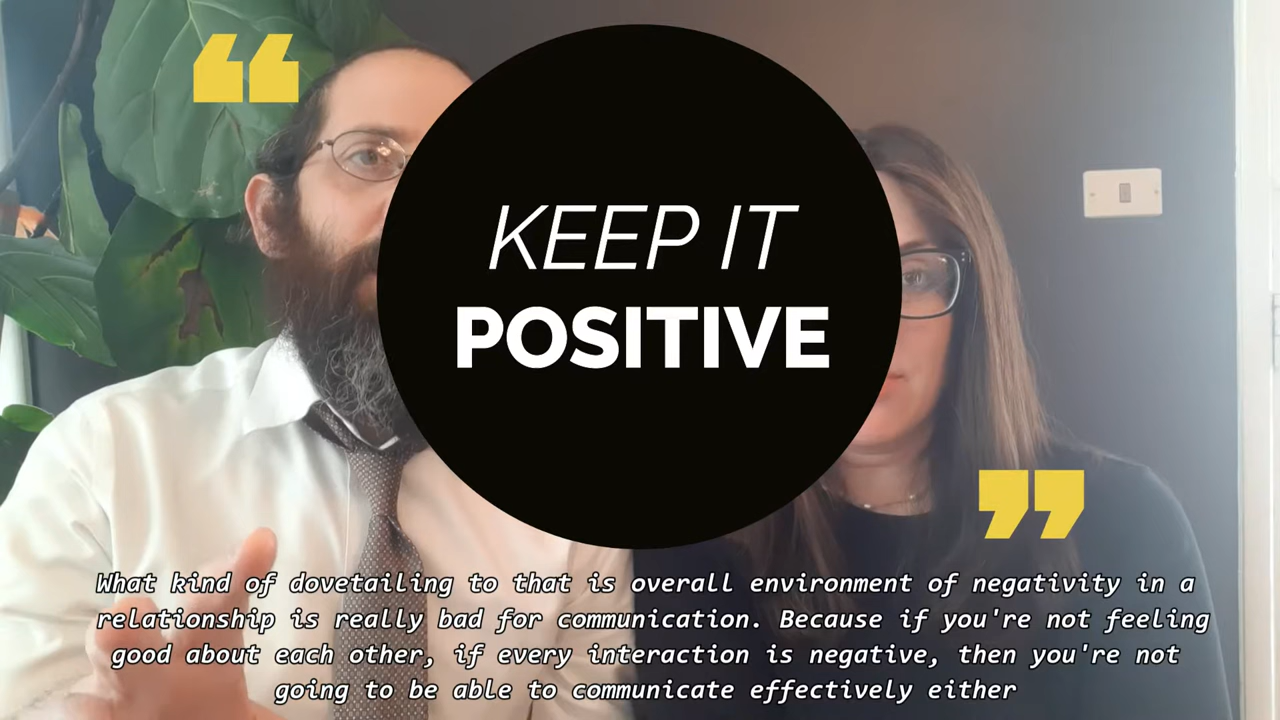 “
KEEP IT
POSITIVE
”
What kind of dovetailing to that is overall environment of negativity in a
relationship is really bad for communication. Because if you're not feeling
good about each other, if every interaction is negative, then you're not
going to be able to communicate effectively either